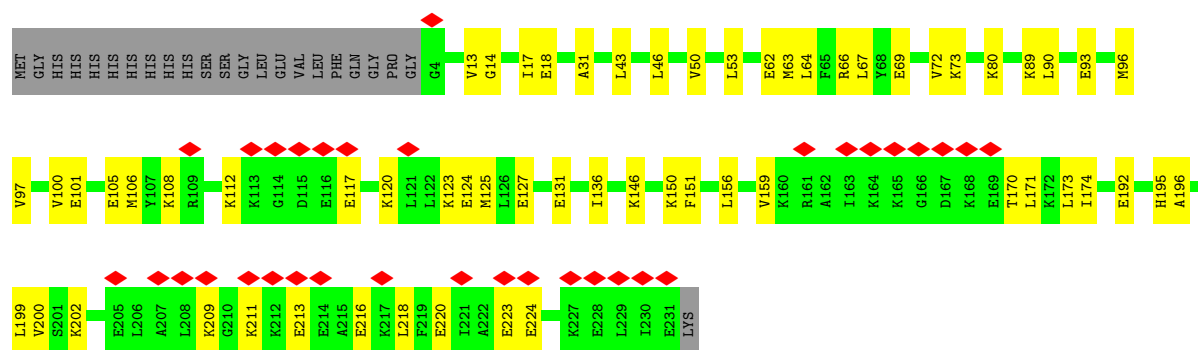 MET GLY HIS HIS HIS HIS HIS HIS HIS HIS SER SER GLY LEU GLU VAL LEU PHE GLN GLY PRO GLY G4 V13 G14 I17 E18 A31 L43 L46 V50 L53 E62 M63 L64 F65 R66 L67 Y68 E69 V72 K73 K80 K89 L90 E93 M96
V97 V100 E101 E105 M106 Y107 K108 R109 K112 K113 G114 D115 E116 E117 K120 L121 L122 K123 E124 M125 L126 E127 E131 I136 K146 K150 F151 L156 V159 K160 R161 A162 I163 K164 K165 G166 D167 K168 E169 T170 L171 K172 L173 I174 E192 H195 A196
L199 V200 S201 K202 E205 L206 A207 L208 K209 G210 K211 K212 E213 E214 A215 E216 K217 L218 F219 E220 I221 A222 E223 E224 K227 E228 L229 I230 E231 LYS